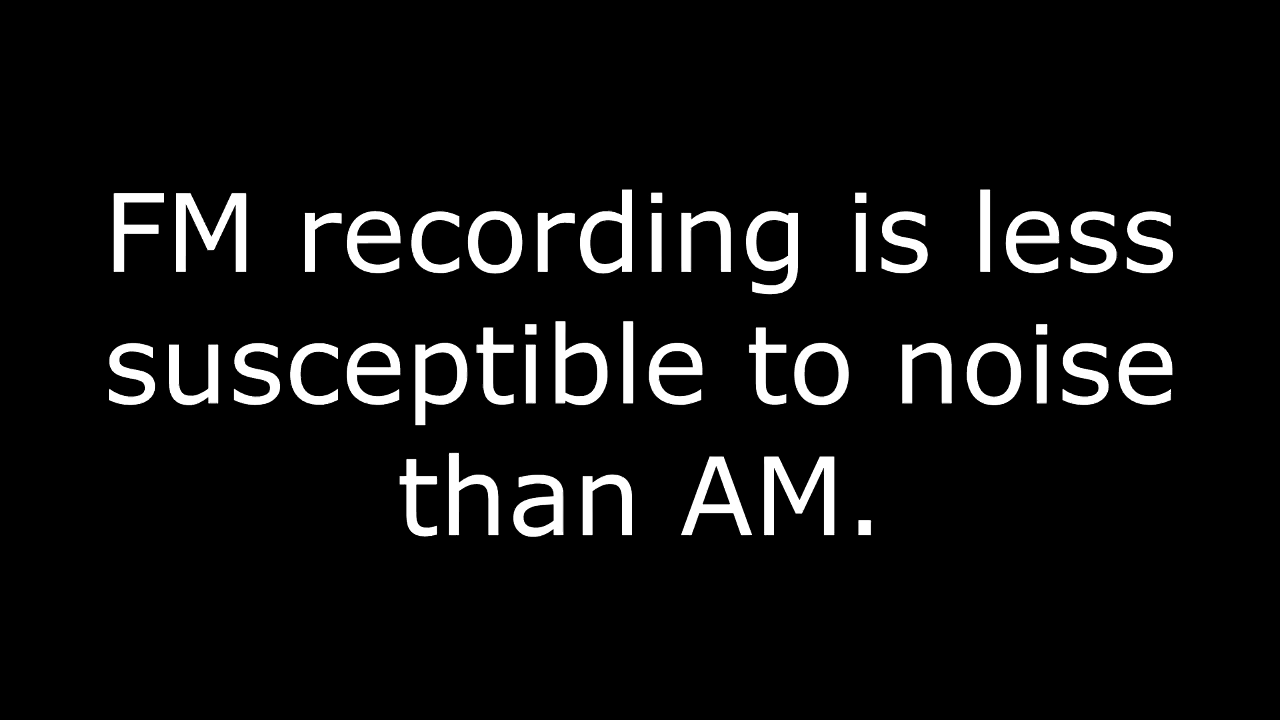 FM recording is less
susceptible to noise
than AM.